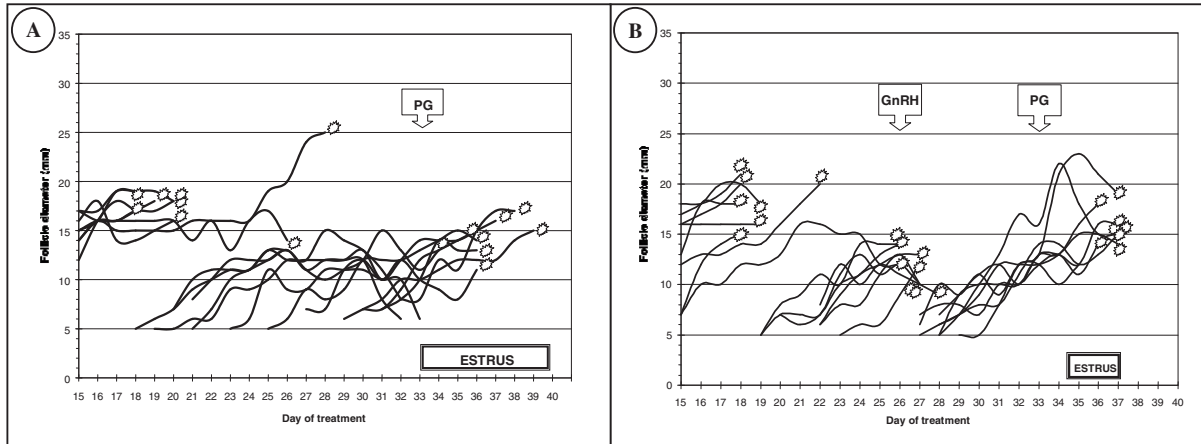 A
35
30
25
20
15
10
5
0
Follicle diameter (mm)
PG
ESTRUS
15 16 17 18 19 20 21 22 23 24 25 26 27 28 29 30 31 32 33 34 35 36 37 38 39 40
Day of treatment
B
35
30
25
20
15
10
5
0
Follicle diameter (mm)
GnRH
PG
ESTRUS
15 16 17 18 19 20 21 22 23 24 25 26 27 28 29 30 31 32 33 34 35 36 37 38 39 40
Day of treatment